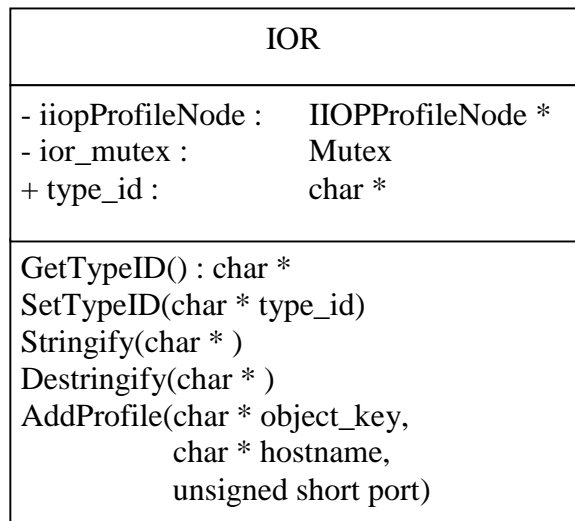 IOR
- iiopProfileNode : IIOPProfileNode *
- ior_mutex : Mutex
+ type_id : char *
GetTypeID() : char *
SetTypeID(char * type_id)
Stringify(char * )
Destringify(char * )
AddProfile(char * object_key,
char * hostname,
unsigned short port)